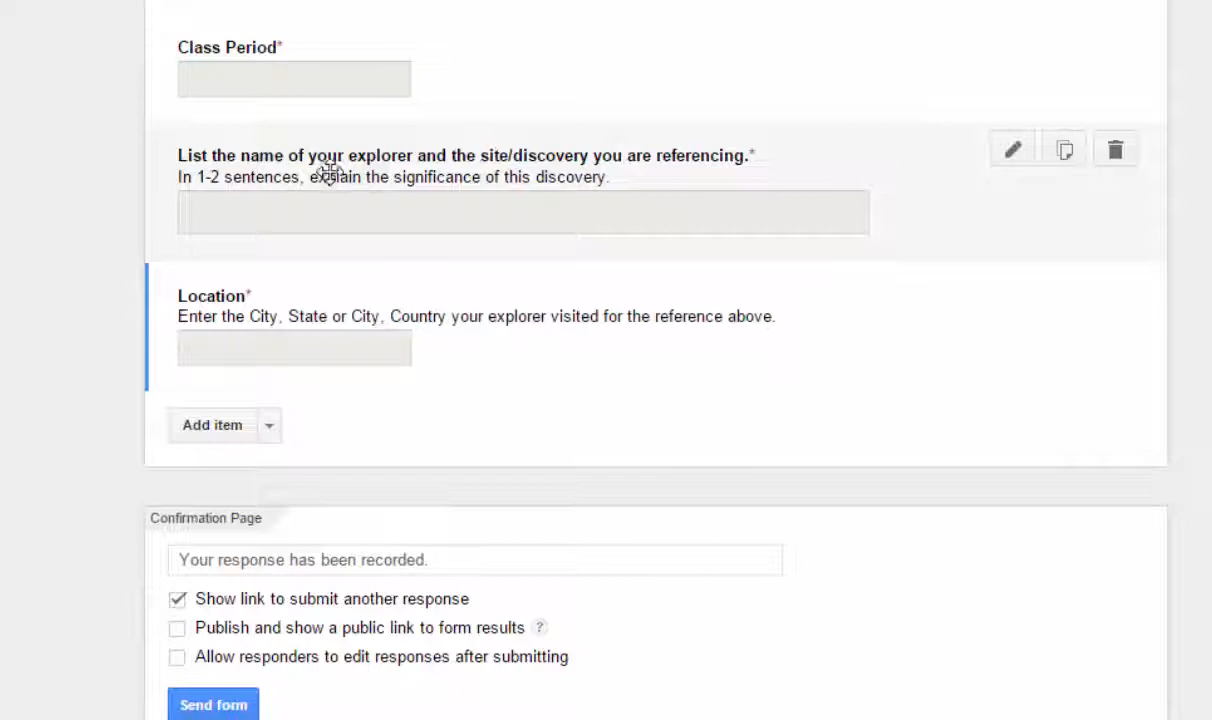 Class Period*
List the name of your explorer and the site/discovery you are referencing.*
In 1-2 sentences, explain the significance of this discovery.
Location*
Enter the City, State or City, Country your explorer visited for the reference above.
Add item
Confirmation Page
Your response has been recorded.
Show link to submit another response
Publish and show a public link to form results ?
Allow responders to edit responses after submitting
Send form